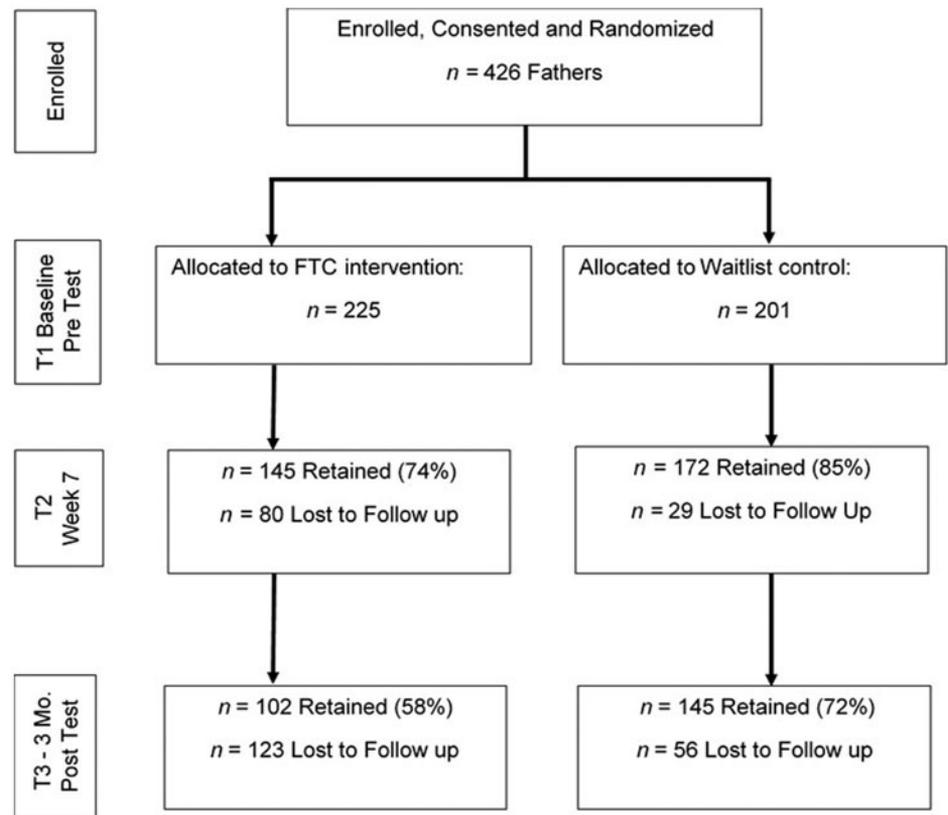 Enrolled
Enrolled, Consented and Randomized
n = 426 Fathers
T1 Baseline
Pre Test
Allocated to FTC intervention:
n = 225
Allocated to Waitlist control:
n = 201
T2
Week 7
n = 145 Retained (74%)
n = 80 Lost to Follow up
n = 172 Retained (85%)
n = 29 Lost to Follow Up
T3 - 3 Mo.
Post Test
n = 102 Retained (58%)
n = 123 Lost to Follow up
n = 145 Retained (72%)
n = 56 Lost to Follow up